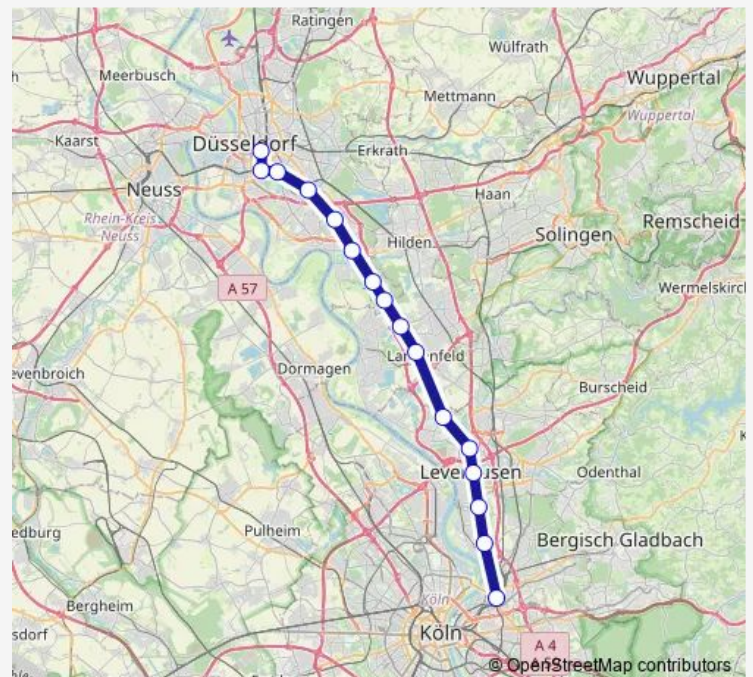 Ratingen
Wülfrath
Meerbusch
Wuppertal
Mettmann
Wuppertal
Kaarst
Düsseldorf
Erkrath
Neuss
Haan
Rhein-Kreis
Neuss
Remscheid
Hilden
Solingen
A 57
Wermelskirch
Langenfeld
Dormagen
evenbroich
Burscheid
Leverkusen
Odenthal
edburg
Pulheim
Bergisch Gladbach
Bergheim
Köln
Köln
sdorf
A 4
© OpenStreetMap contributors